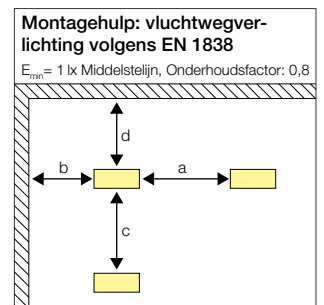 Montagehulp: vluchtwegver-
lichting volgens EN 1838
Emin= 1 lx Middelstelijn, Onderhoudsfactor: 0,8
d
b
a
c